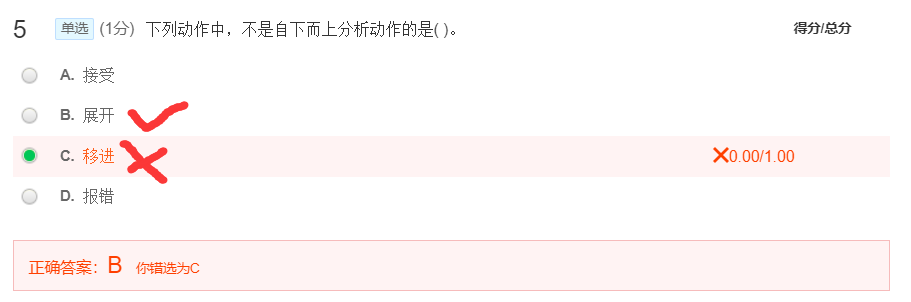 5 单选 (1分) 下列动作中，不是自下而上分析动作的是( )。 得分/总分
A. 接受
B. 展开
C. 移进 0.00/1.00
D. 报错
正确答案：B 你错选为C